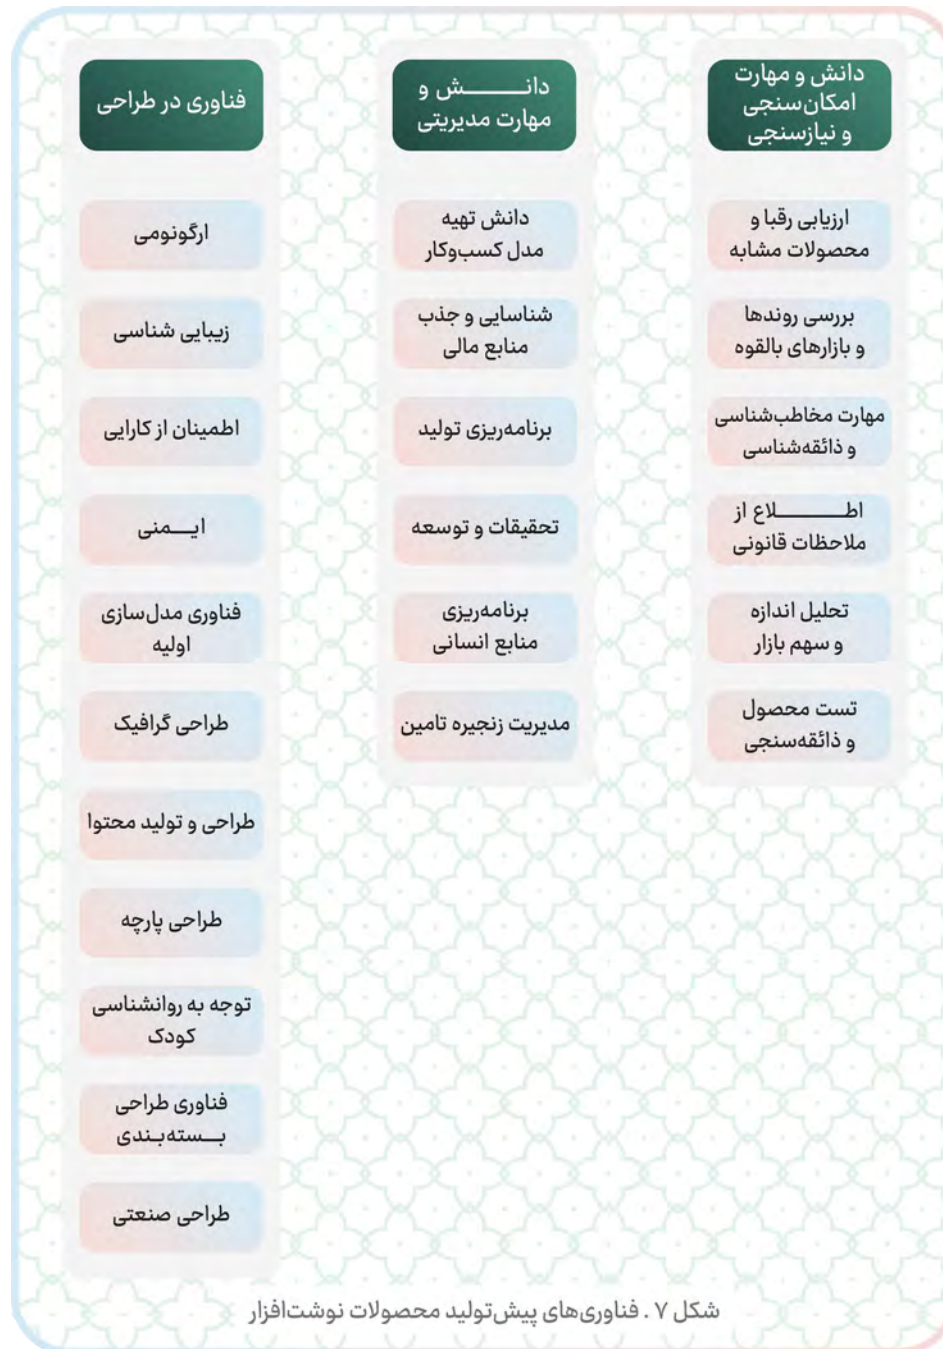 دانش و مهارت
امکان‌سنجی
و نیازسنجی
ارزیابی رقبا و
محصولات مشابه
بررسی روندها
و بازارهای بالقوه
مهارت مخاطب‌شناسی
و ذائقه‌شناسی
اطلاع از
ملاحظات قانونی
تحلیل اندازه
و سهم بازار
تست محصول
و ذائقه‌سنجی
دانش و
مهارت مدیریتی
دانش تهیه
مدل کسب‌وکار
شناسایی و جذب
منابع مالی
برنامه‌ریزی تولید
تحقیقات و توسعه
برنامه‌ریزی
منابع انسانی
مدیریت زنجیره تامین
فناوری در طراحی
ارگونومی
زیبایی شناسی
اطمینان از کارایی
ایمنی
فناوری مدل‌سازی
اولیه
طراحی گرافیک
طراحی و تولید محتوا
طراحی پارچه
توجه به روانشناسی
کودک
فناوری طراحی
بسته‌بندی
طراحی صنعتی
شکل ۷ . فناوری‌های پیش‌تولید محصولات نوشت‌افزار